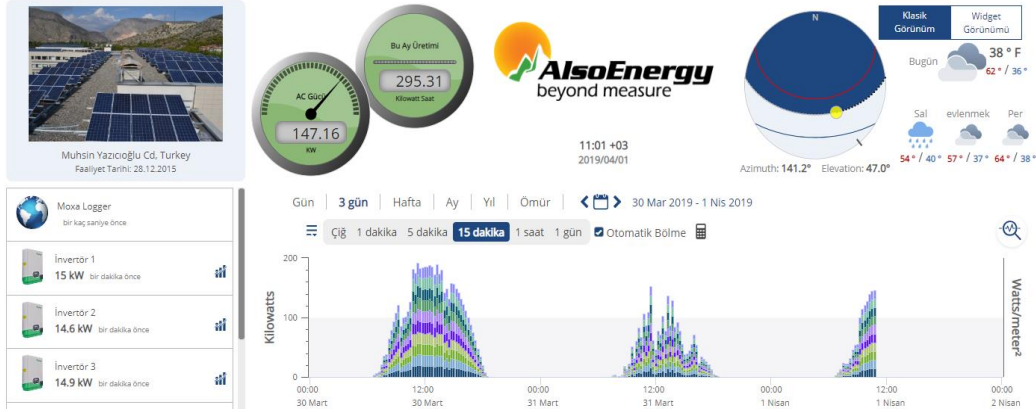 Muhsin Yazıcıoğlu Cd, Turkey
Faaliyet Tarihi: 28.12.2015
Moxa Logger
bir kaç saniye önce
İnvertör 1
15 kW bir dakika önce
İnvertör 2
14.6 kW bir dakika önce
İnvertör 3
14.9 kW bir dakika önce
AC Gücü
147.16
KW
Bu Ay Üretimi
295.31
Kilowatt Saat
AlsoEnergy
beyond measure
11:01 +03
2019/04/01
N
Azimuth: 141.2° Elevation: 47.0°
Klasik Görünüm
Widget Görünümü
Bugün
38 ° F
62 ° / 36 °
Sal evlenmek Per
54 ° / 40 ° 57 ° / 37 ° 64 ° / 38 °
Gün 3 gün Hafta Ay Yıl Ömür 30 Mar 2019 - 1 Nis 2019
Çiğ 1 dakika 5 dakika 15 dakika 1 saat 1 gün Otomatik Bölme
Kilowatts
200
100
0
Watts/meter²
00:00 12:00 00:00 12:00 00:00 12:00 00:00
30 Mart 30 Mart 31 Mart 31 Mart 1 Nisan 1 Nisan 2 Nisan